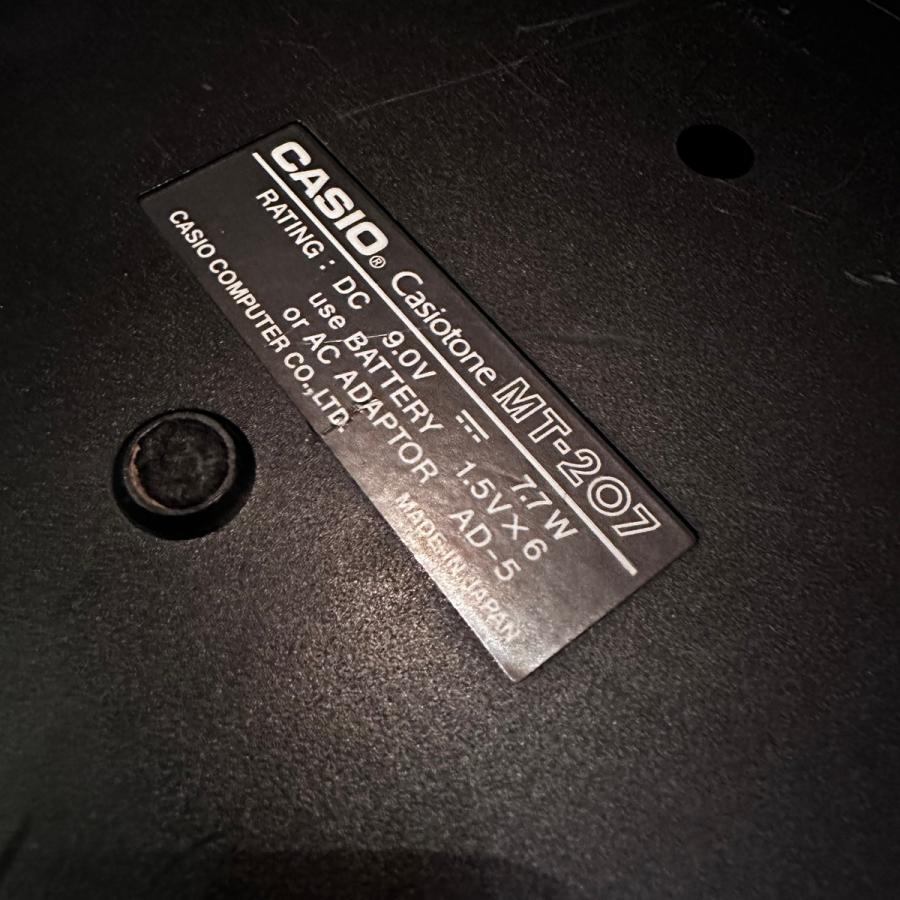 CASIO® Casiotone MT-207
RATING : DC 9.0V ⎓ 7.7W
use BATTERY 1.5V×6
or AC ADAPTOR AD-5
CASIO COMPUTER CO.,LTD. MADE IN JAPAN